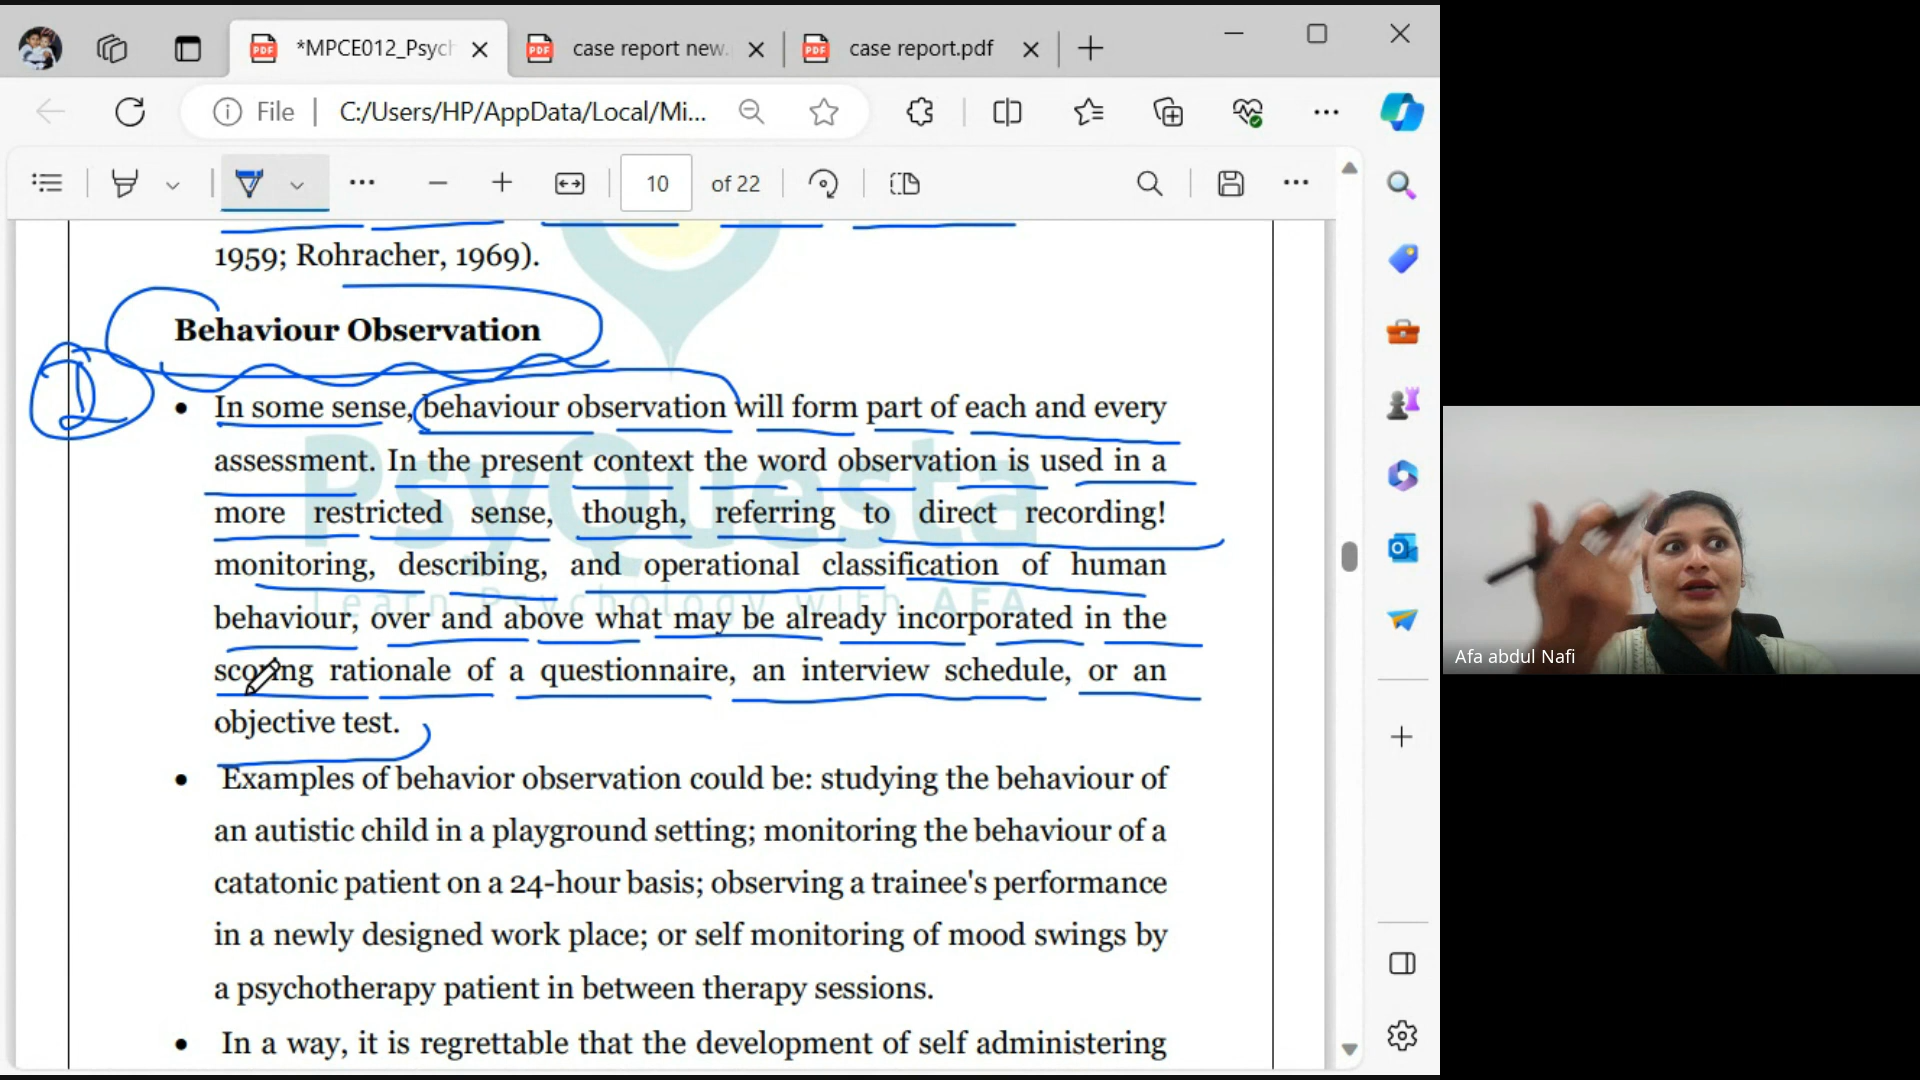 *MPCE012_Psych
case report new.
case report.pdf
File
C:/Users/HP/AppData/Local/Mi...
10 of 22
1959; Rohracher, 1969).
Behaviour Observation
2
• In some sense, behaviour observation will form part of each and every
assessment. In the present context the word observation is used in a
more restricted sense, though, referring to direct recording!
monitoring, describing, and operational classification of human
behaviour, over and above what may be already incorporated in the
scoring rationale of a questionnaire, an interview schedule, or an
objective test.
• Examples of behavior observation could be: studying the behaviour of
an autistic child in a playground setting; monitoring the behaviour of a
catatonic patient on a 24-hour basis; observing a trainee's performance
in a newly designed work place; or self monitoring of mood swings by
a psychotherapy patient in between therapy sessions.
• In a way, it is regrettable that the development of self administering
PsyQuesta
Learn Psychology with AFA
Afa abdul Nafi